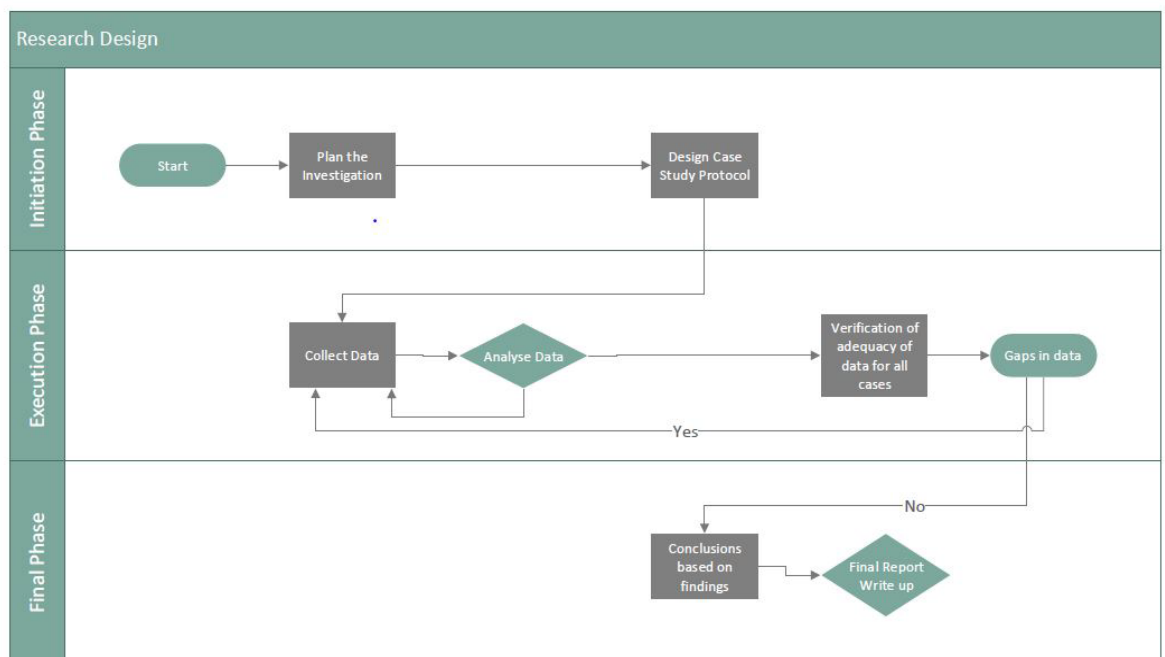 Research Design
Initiation Phase
Start
Plan the
Investigation
Design Case
Study Protocol
Execution Phase
Collect Data
Analyse Data
Verification of
adequacy of
data for all
cases
Gaps in data
Yes
Final Phase
No
Conclusions
based on
findings
Final Report
Write up